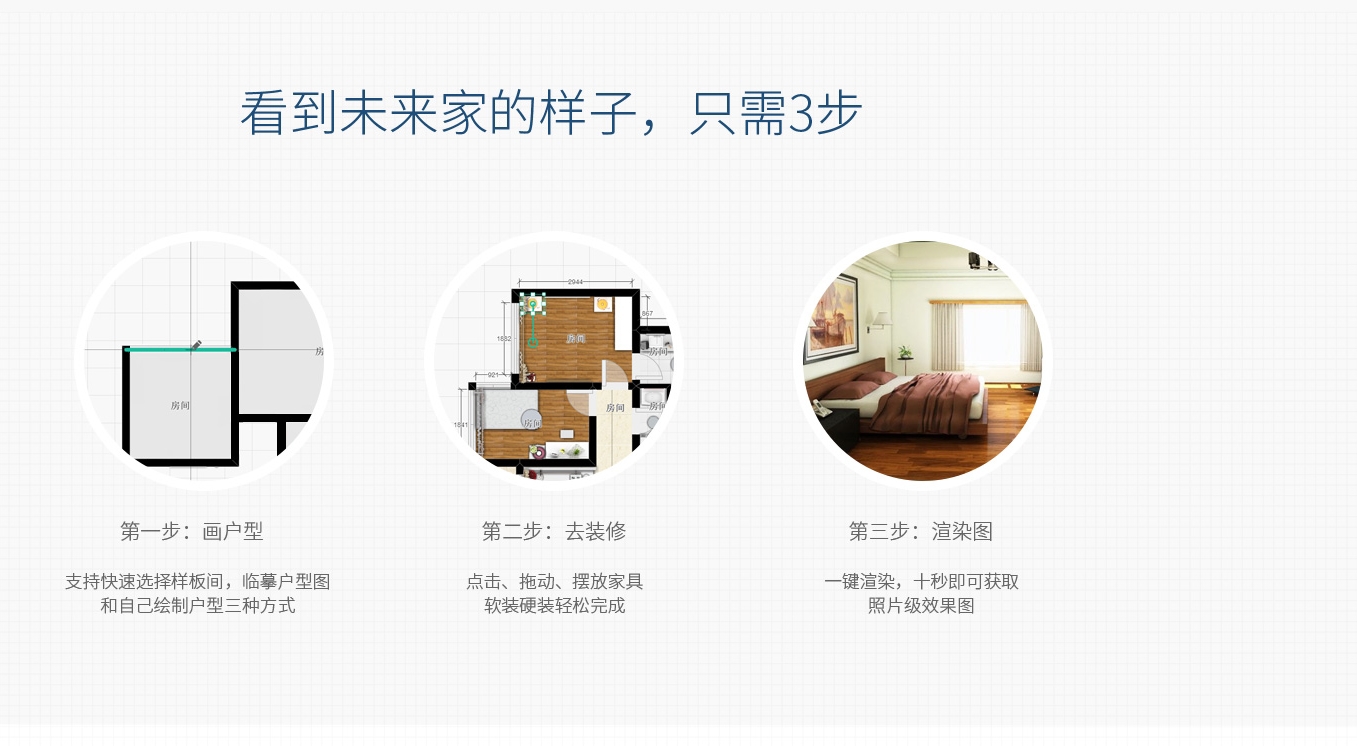 看到未来家的样子，只需3步
房
房间
2944
867
1682
房间
房间
921
房间
房间
房间
1841
第一步：画户型
第二步：去装修
第三步：渲染图
支持快速选择样板间，临摹户型图
和自己绘制户型三种方式
点击、拖动、摆放家具
软装硬装轻松完成
一键渲染，十秒即可获取
照片级效果图